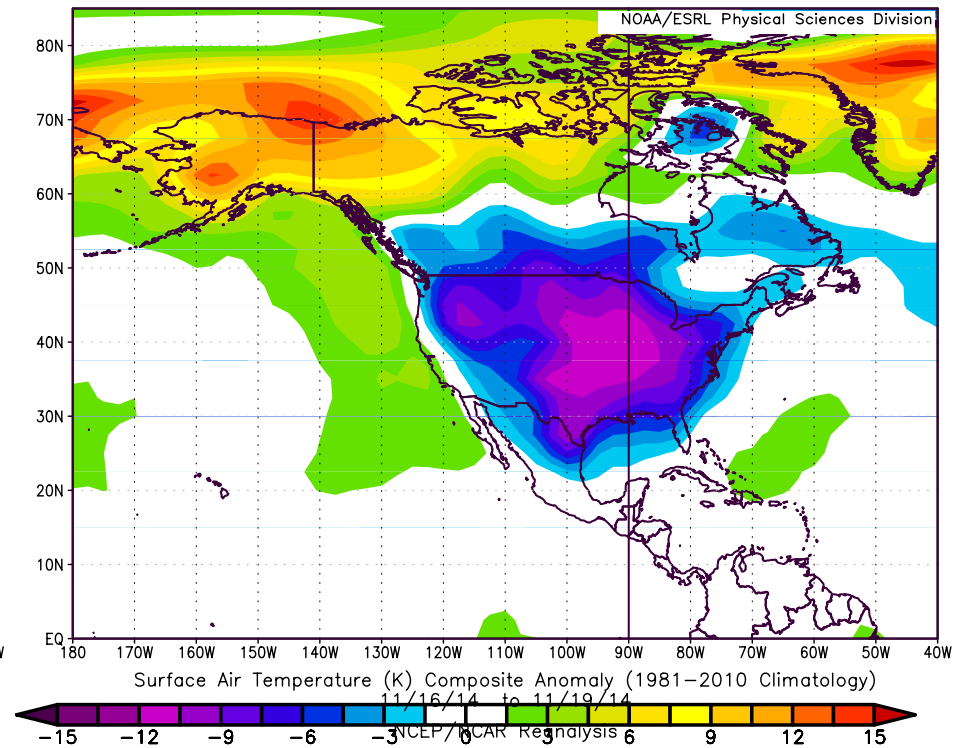 NOAA/ESRL Physical Sciences Division
80N
70N
60N
50N
40N
30N
20N
10N
EQ
180 170W 160W 150W 140W 130W 120W 110W 100W 90W 80W 70W 60W 50W 40W
Surface Air Temperature (K) Composite Anomaly (1981−2010 Climatology)
11/16/14 to 11/19/14
NCEP/NCAR Reanalysis
−15 −12 −9 −6 −3 0 3 6 9 12 15